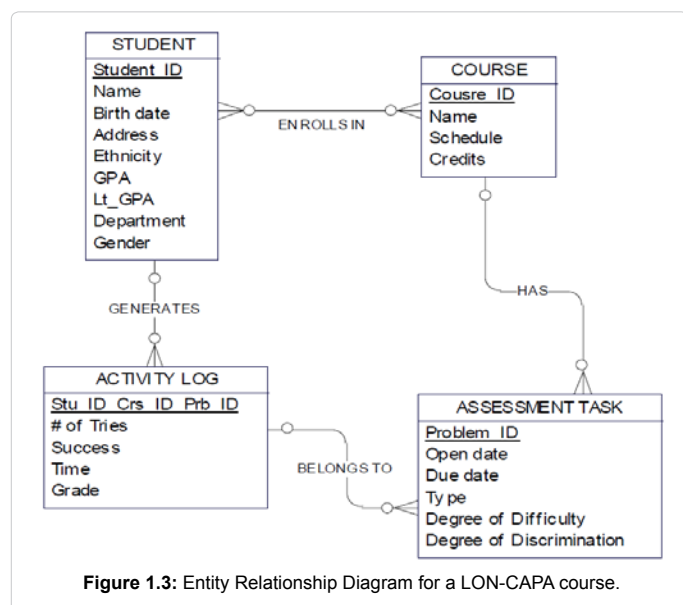 STUDENT
Student_ID
Name
Birth date
Address
Ethnicity
GPA
Lt_GPA
Department
Gender
ENROLLS IN
COURSE
Cousre_ID
Name
Schedule
Credits
GENERATES
HAS
ACTIVITY LOG
Stu_ID_Crs_ID_Prb_ID
# of Tries
Success
Time
Grade
BELONGS TO
ASSESSMENT TASK
Problem_ID
Open date
Due date
Type
Degree of Difficulty
Degree of Discrimination
Figure 1.3: Entity Relationship Diagram for a LON-CAPA course.